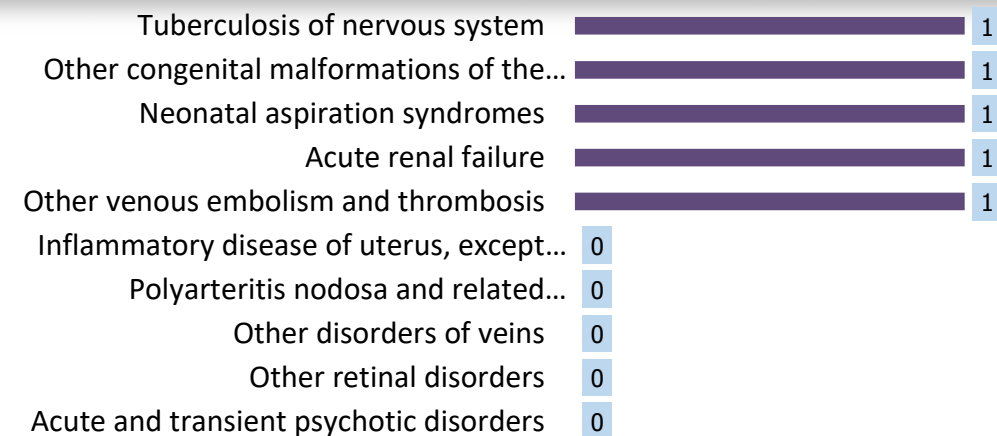 Tuberculosis of nervous system 1
Other congenital malformations of the… 1
Neonatal aspiration syndromes 1
Acute renal failure 1
Other venous embolism and thrombosis 1
Inflammatory disease of uterus, except… 0
Polyarteritis nodosa and related… 0
Other disorders of veins 0
Other retinal disorders 0
Acute and transient psychotic disorders 0